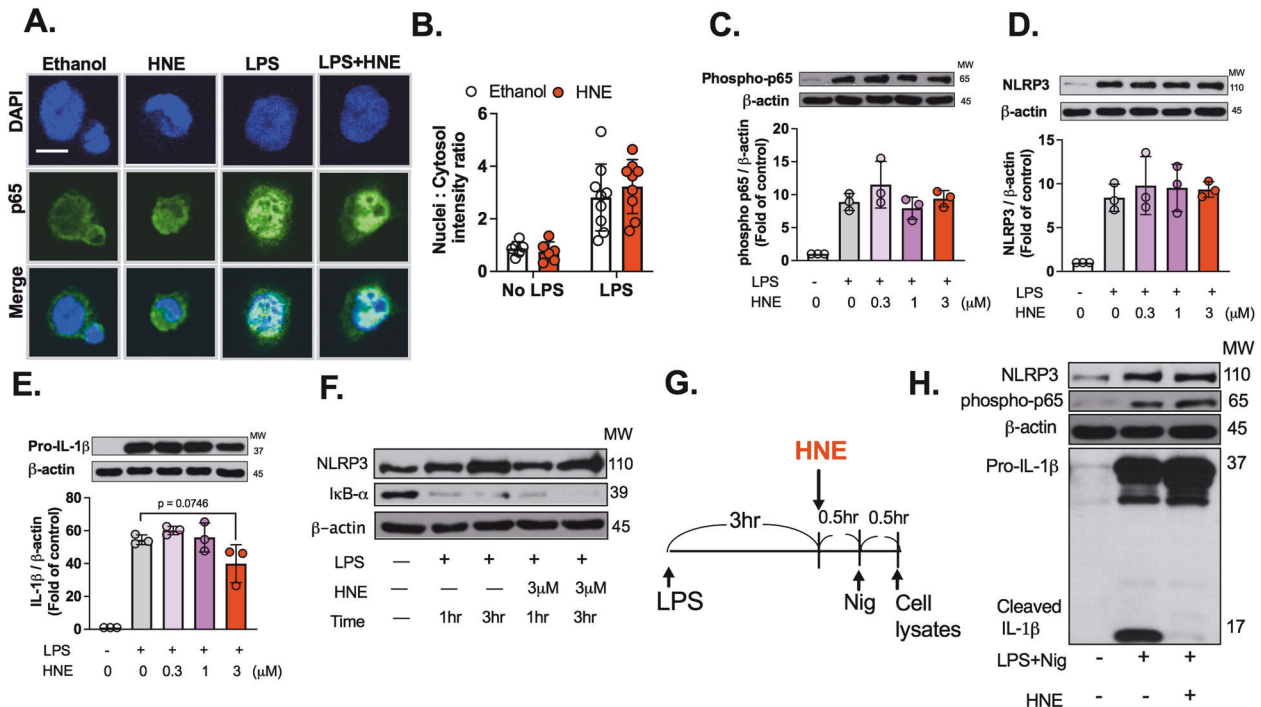 A.
Ethanol HNE LPS LPS+HNE
DAPI
p65
Merge
B.
Ethanol HNE
Nuclei : Cytosol
intensity ratio
6
4
2
0
No LPS LPS
C.
MW
Phospho-p65 65
β-actin 45
phospho p65 / β-actin
(Fold of control)
20
15
10
5
0
LPS - + + + +
HNE 0 0 0.3 1 3 (μM)
D.
MW
NLRP3 110
β-actin 45
NLRP3 / β-actin
(Fold of control)
15
10
5
0
LPS - + + + +
HNE 0 0 0.3 1 3 (μM)
E.
MW
Pro-IL-1β 37
β-actin 45
IL-1β / β-actin
(Fold of control)
80
60
40
20
0
p = 0.0746
LPS - + + + +
HNE 0 0 0.3 1 3 (μM)
F.
MW
NLRP3 110
IκB-α 39
β-actin 45
LPS — + + + +
HNE — — — 3μM 3μM
Time — 1hr 3hr 1hr 3hr
G.
HNE
3hr 0.5hr 0.5hr
LPS Nig Cell
lysates
H.
MW
NLRP3 110
phospho-p65 65
β-actin 45
Pro-IL-1β 37
Cleaved
IL-1β 17
LPS+Nig - + +
HNE - - +